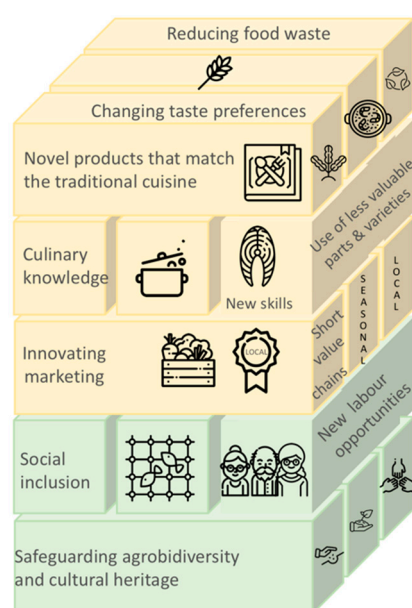 Reducing food waste
Changing taste preferences
Novel products that match
the traditional cuisine
Use of less valuable
parts & varieties
Culinary
knowledge
New skills
LOCAL
SEASONAL
Short
value
chains
Innovating
marketing
LOCAL
New labour
opportunities
Social
inclusion
Safeguarding agrobidiversity
and cultural heritage